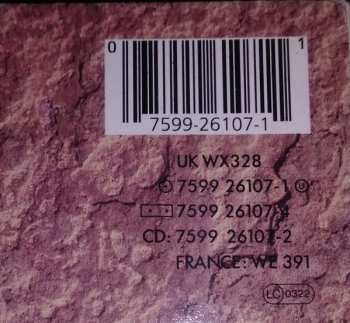 0 1
7599-26107-1
UK WX328
7599 26107-1 U
7599 26107-4
CD: 7599 26107-2
FRANCE: WE 391
LC 0322